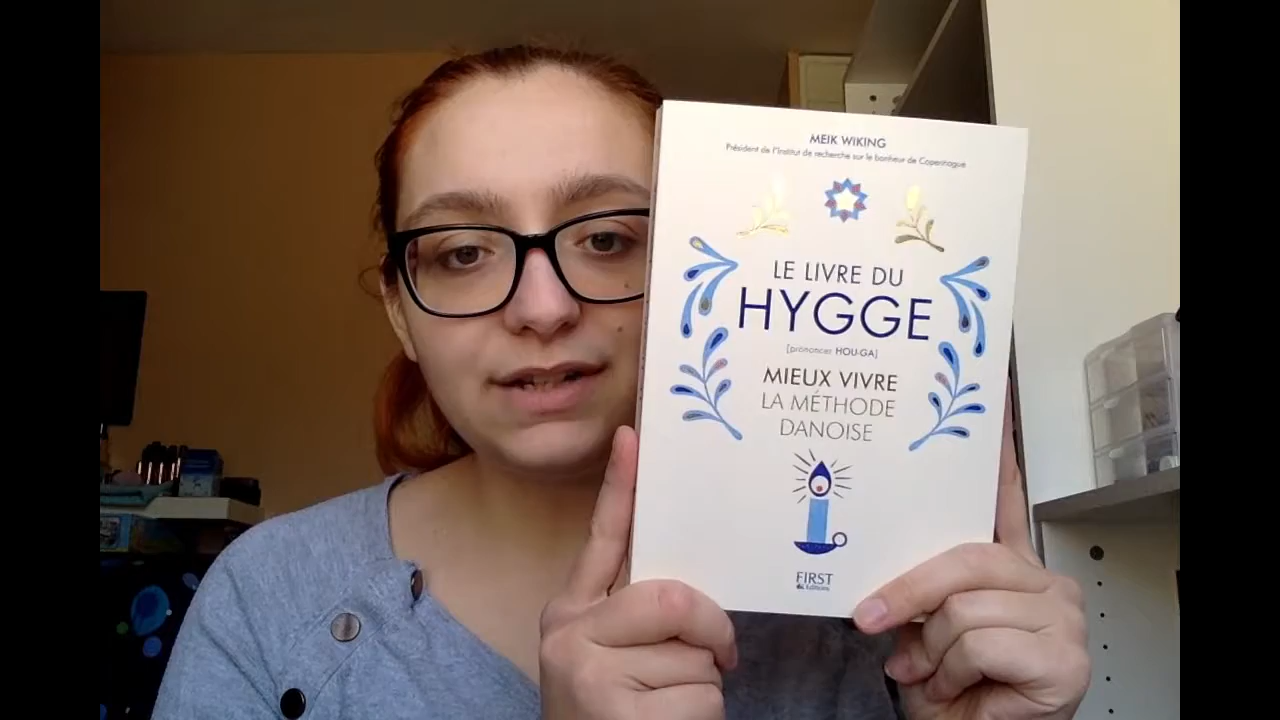 MEIK WIKING
Président de l'Institut de recherche sur le bonheur de Copenhague
LE LIVRE DU
HYGGE
[prononcer HOU-GA]
MIEUX VIVRE
LA MÉTHODE
DANOISE
FIRST
Editions